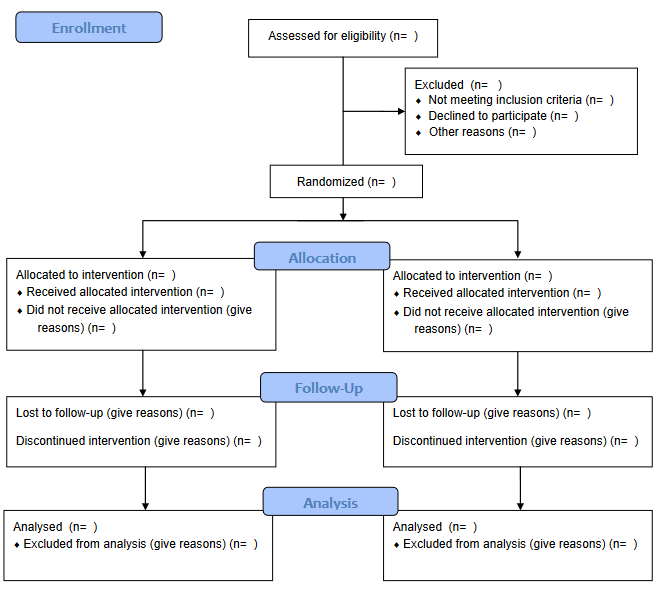 Enrollment
Assessed for eligibility (n=  )
Excluded  (n=  )
♦ Not meeting inclusion criteria (n=  )
♦ Declined to participate (n=  )
♦ Other reasons (n=  )
Randomized (n=  )
Allocation
Allocated to intervention (n=  )
♦ Received allocated intervention (n=  )
♦ Did not receive allocated intervention (give
reasons) (n=  )
Allocated to intervention (n=  )
♦ Received allocated intervention (n=  )
♦ Did not receive allocated intervention (give
reasons) (n=  )
Follow-Up
Lost to follow-up (give reasons) (n=  )
Discontinued intervention (give reasons) (n=  )
Lost to follow-up (give reasons) (n=  )
Discontinued intervention (give reasons) (n=  )
Analysis
Analysed  (n=  )
♦ Excluded from analysis (give reasons) (n=  )
Analysed  (n=  )
♦ Excluded from analysis (give reasons) (n=  )